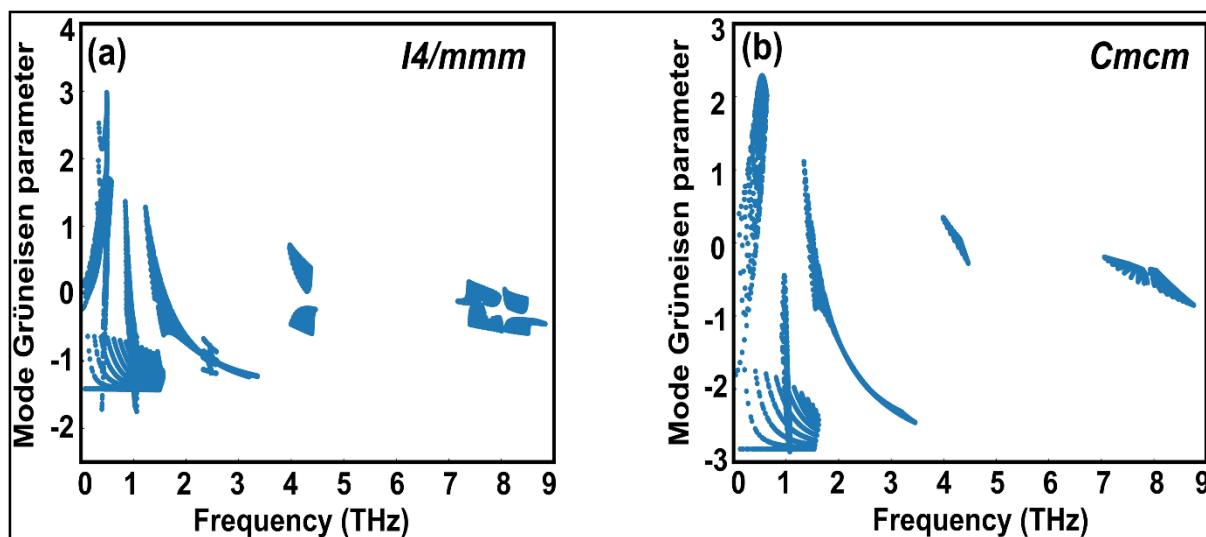 (a)
I4/mmm
Mode Grüneisen parameter
4
3
2
1
0
-1
-2
0 1 2 3 4 5 6 7 8 9
Frequency (THz)
(b)
Cmcm
Mode Grüneisen parameter
3
2
1
0
-1
-2
-3
0 1 2 3 4 5 6 7 8 9
Frequency (THz)